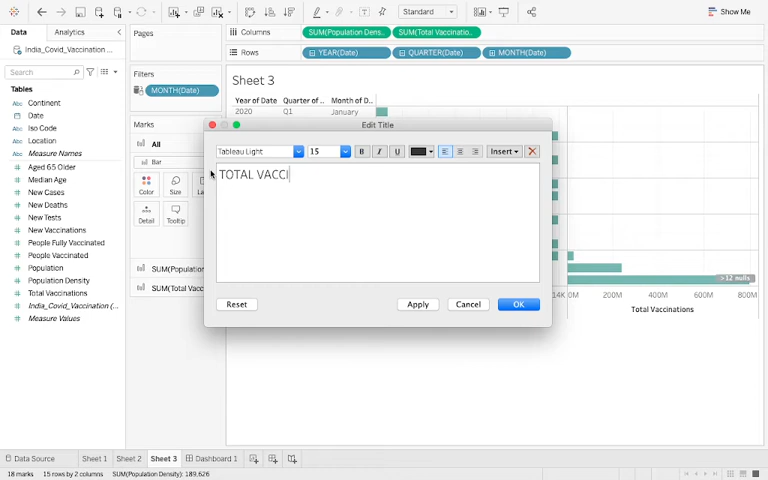 Standard
Show Me
Data
Analytics
Pages
Columns
SUM(Population Dens..
SUM(Total Vaccinatio..
India_Covid_Vaccination ...
Rows
YEAR(Date)
QUARTER(Date)
MONTH(Date)
Search
Filters
MONTH(Date)
Sheet 3
Tables
Abc Continent
Date
Abc Iso Code
Abc Location
Abc Measure Names
Aged 65 Older
Median Age
New Cases
New Deaths
New Tests
New Vaccinations
People Fully Vaccinated
People Vaccinated
Population
Population Density
Total Vaccinations
India_Covid_Vaccination (...
Measure Values
Marks
All
Bar
Color
Size
Detail
Tooltip
SUM(Population
SUM(Total Vacc
Year of Date
Quarter of ..
Month of D..
2020
Q1
January
Edit Title
Tableau Light
15
B
I
U
Insert
TOTAL VACCI
Reset
Apply
Cancel
OK
>12 nulls
14K
0M
200M
400M
600M
800M
Total Vaccinations
Data Source
Sheet 1
Sheet 2
Sheet 3
Dashboard 1
18 marks
15 rows by 2 columns
SUM(Population Density): 189,626